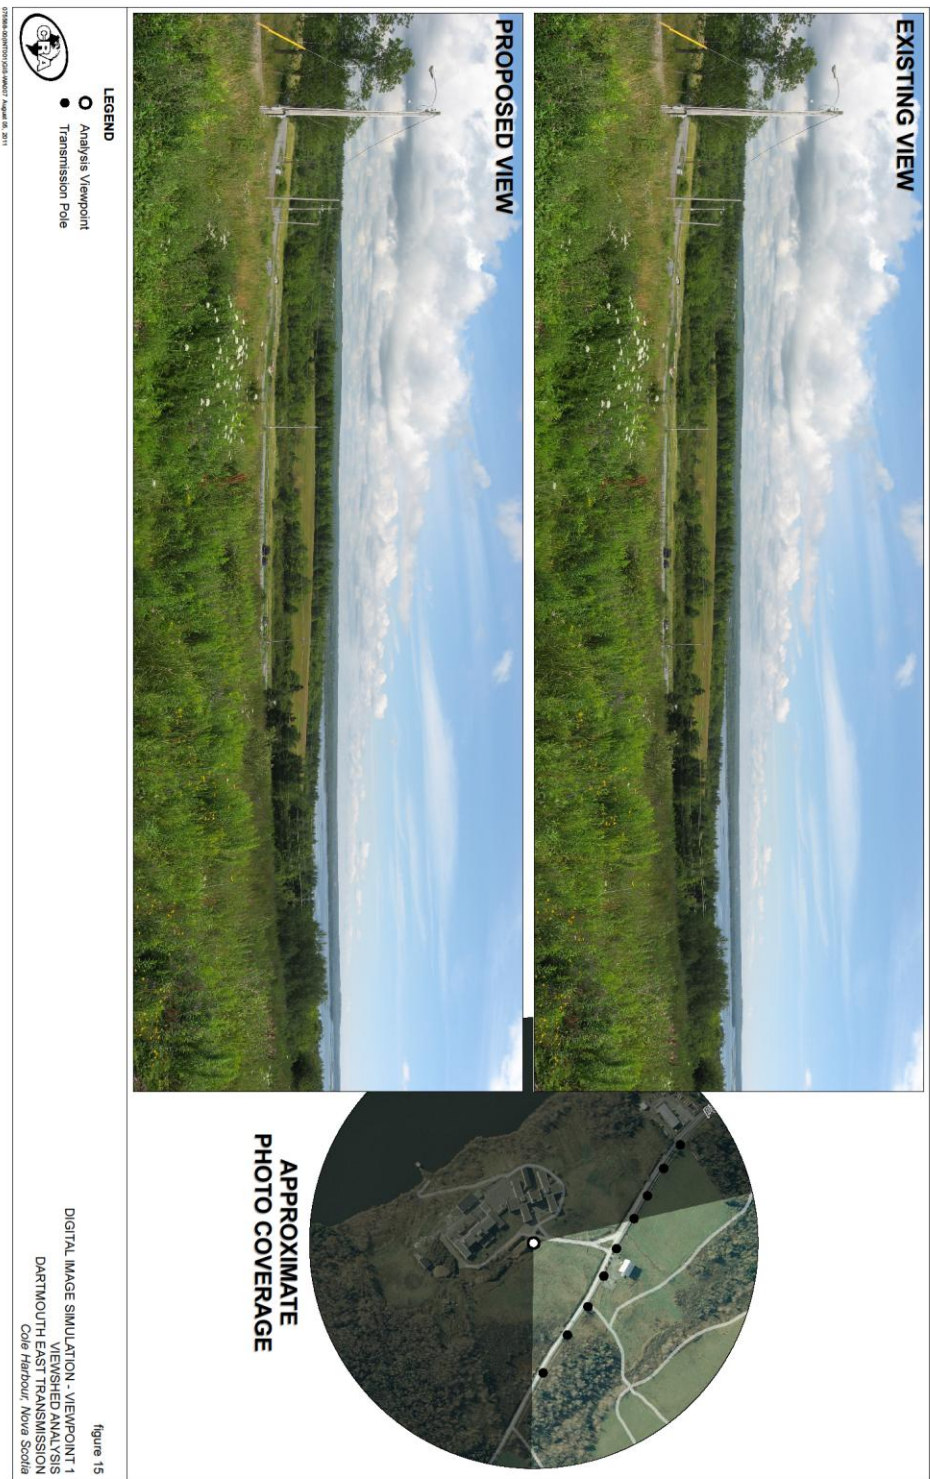 EXISTING VIEW
PROPOSED VIEW
APPROXIMATE
PHOTO COVERAGE
LEGEND
Analysis Viewpoint
Transmission Pole
CRA
figure 15
DIGITAL IMAGE SIMULATION - VIEWPOINT 1
VIEWSHED ANALYSIS
DARTMOUTH EAST TRANSMISSION
Cole Harbour, Nova Scotia